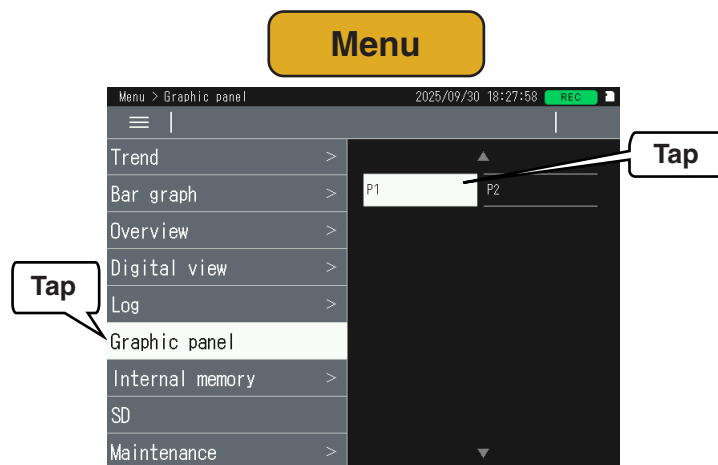 Menu
Menu > Graphic panel 2025/09/30 18:27:58 REC
Trend >
Tap
Bar graph >
P1 P2
Overview >
Digital view >
Tap
Log >
Graphic panel
Internal memory >
SD
Maintenance >